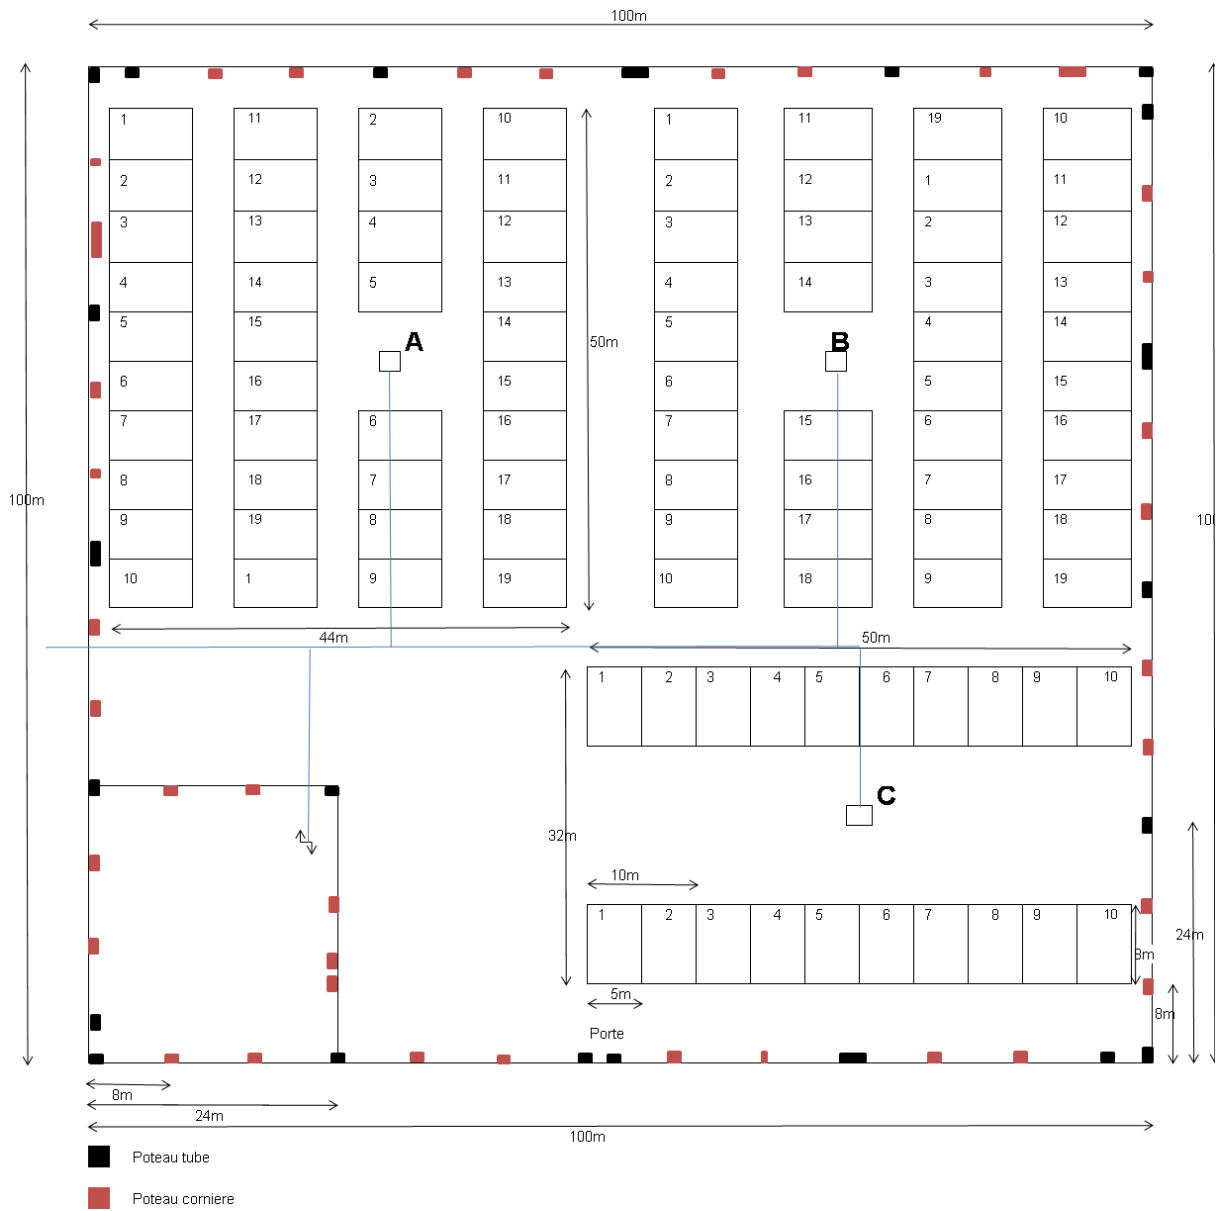 100m
1 11 2 10 1 11 19 10
2 12 3 11 2 12 1 11
3 13 4 12 3 13 2 12
4 14 5 13 4 14 3 13
5 15 14 5 4 14
A B
50m
6 16 15 6 5 15
7 17 6 16 7 15 6 16
8 18 7 17 8 16 7 17
100m
9 19 8 18 9 17 8 18
100
10 1 9 19 10 18 9 19
44m 50m
1 2 3 4 5 6 7 8 9 10
C
32m
10m
1 2 3 4 5 6 7 8 9 10
24m
8m
5m
8m
Porte
8m
24m
100m
Poteau tube
Poteau corniere